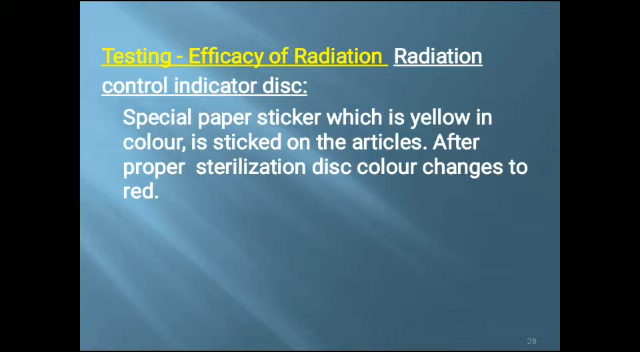 Testing - Efficacy of Radiation Radiation
control indicator disc:
Special paper sticker which is yellow in
colour, is sticked on the articles. After
proper sterilization disc colour changes to
red.
28